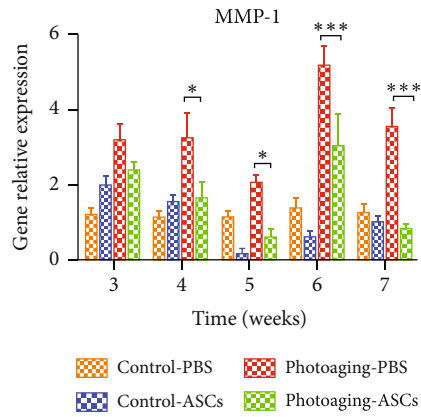 MMP-1
Gene relative expression
6
4
2
0
*
*
***
***
3 4 5 6 7
Time (weeks)
Control-PBS Photoaging-PBS
Control-ASCs Photoaging-ASCs